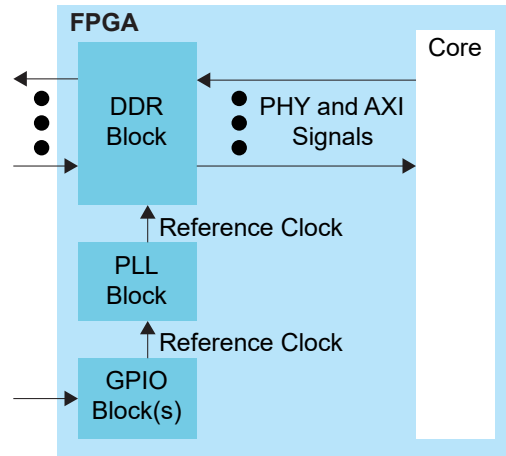 FPGA
Core
DDR
Block
PHY and AXI
Signals
Reference Clock
PLL
Block
Reference Clock
GPIO
Block(s)